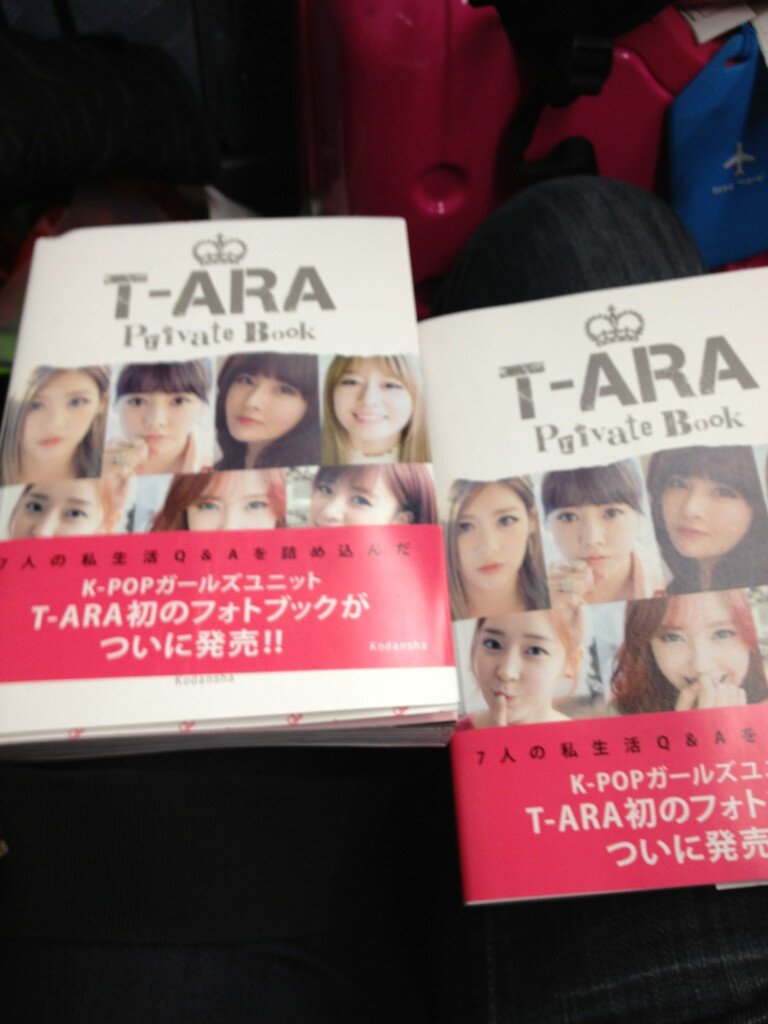 T-ARA
Private Book
7人の私生活Q&Aを詰め込んだ
K-POPガールズユニット
T-ARA初のフォトブックが
ついに発売!!
Kodansha
Kodansha
T-ARA
Private Book
7人の私生活Q&Aを
K-POPガールズユニ
T-ARA初のフォト
ついに発売